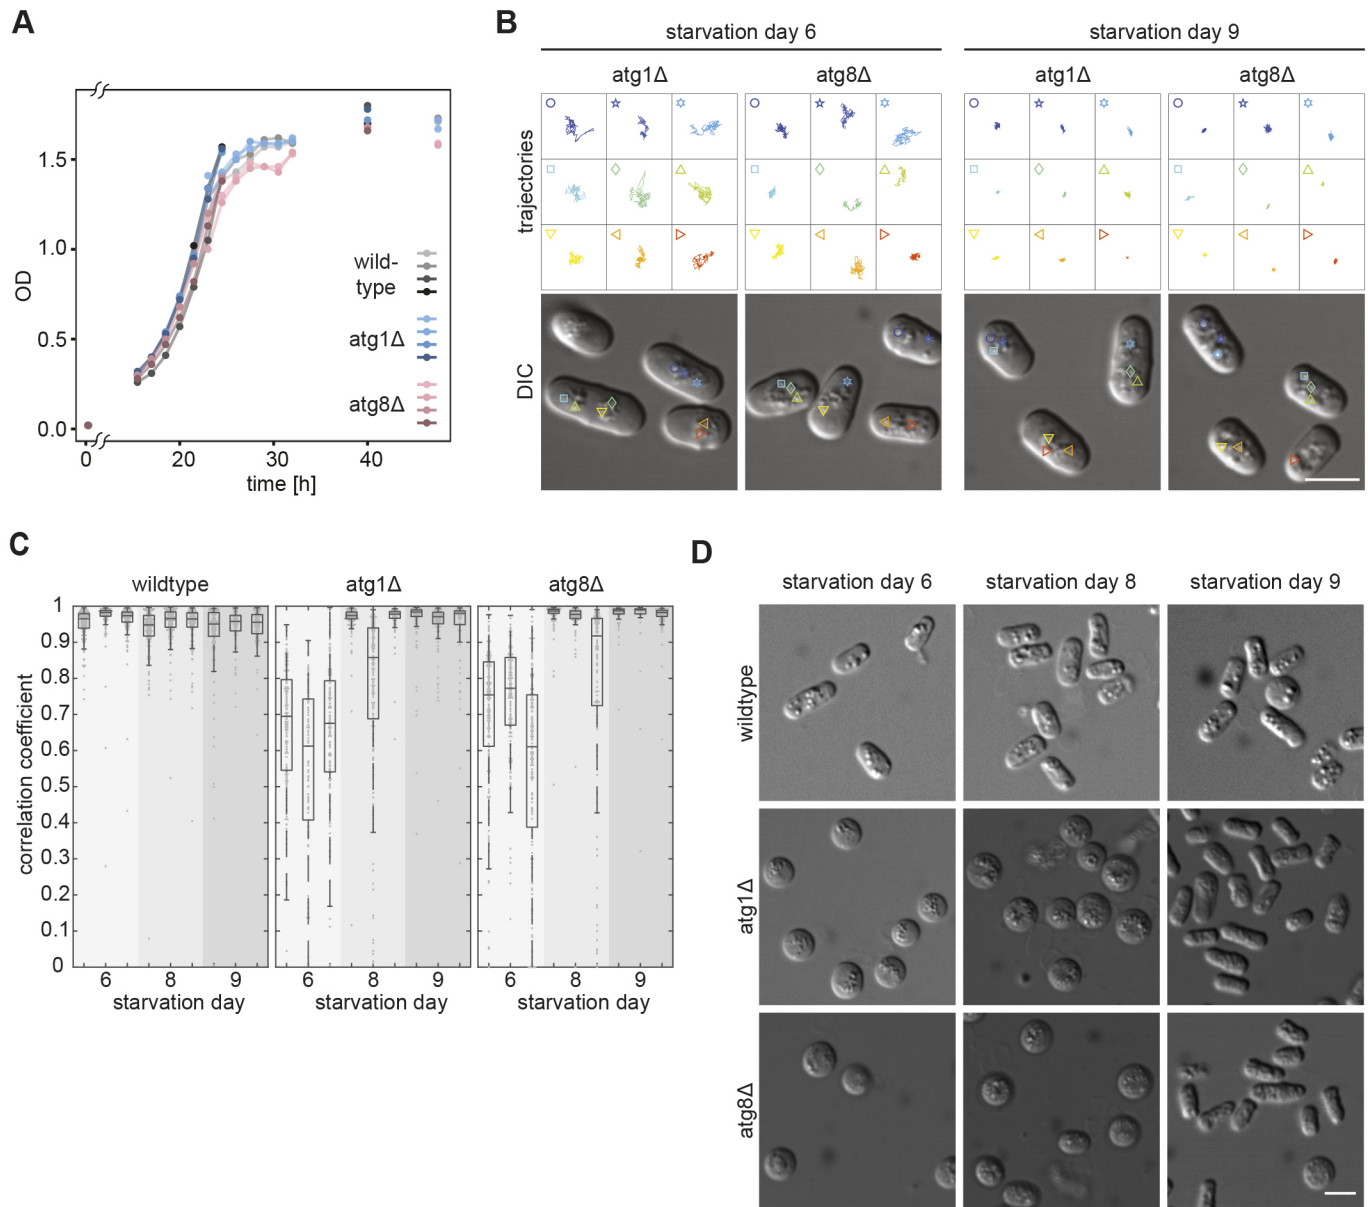 A
OD
1.5
1.0
0.5
0.0
0
20
40
time [h]
wild-
type
atg1Δ
atg8Δ
B
starvation day 6
starvation day 9
atg1Δ
atg8Δ
atg1Δ
atg8Δ
trajectories
DIC
C
wildtype
atg1Δ
atg8Δ
correlation coefficient
1
0.9
0.8
0.7
0.6
0.5
0.4
0.3
0.2
0.1
0
6
8
9
6
8
9
6
8
9
starvation day
starvation day
starvation day
D
starvation day 6
starvation day 8
starvation day 9
wildtype
atg1Δ
atg8Δ